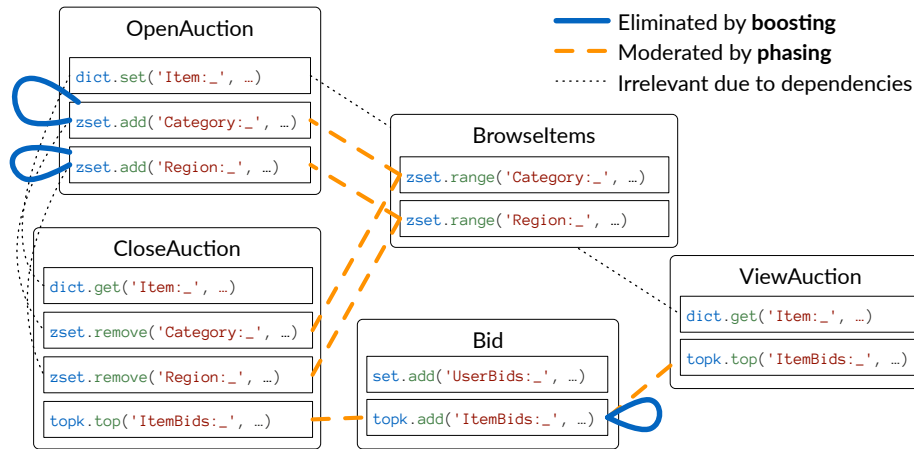 OpenAuction
dict.set('Item:_', …)
zset.add('Category:_', …)
zset.add('Region:_', …)
Eliminated by boosting
Moderated by phasing
Irrelevant due to dependencies
BrowseItems
zset.range('Category:_', …)
zset.range('Region:_', …)
CloseAuction
dict.get('Item:_', …)
zset.remove('Category:_', …)
zset.remove('Region:_', …)
topk.top('ItemBids:_', …)
Bid
set.add('UserBids:_', …)
topk.add('ItemBids:_', …)
ViewAuction
dict.get('Item:_', …)
topk.top('ItemBids:_', …)